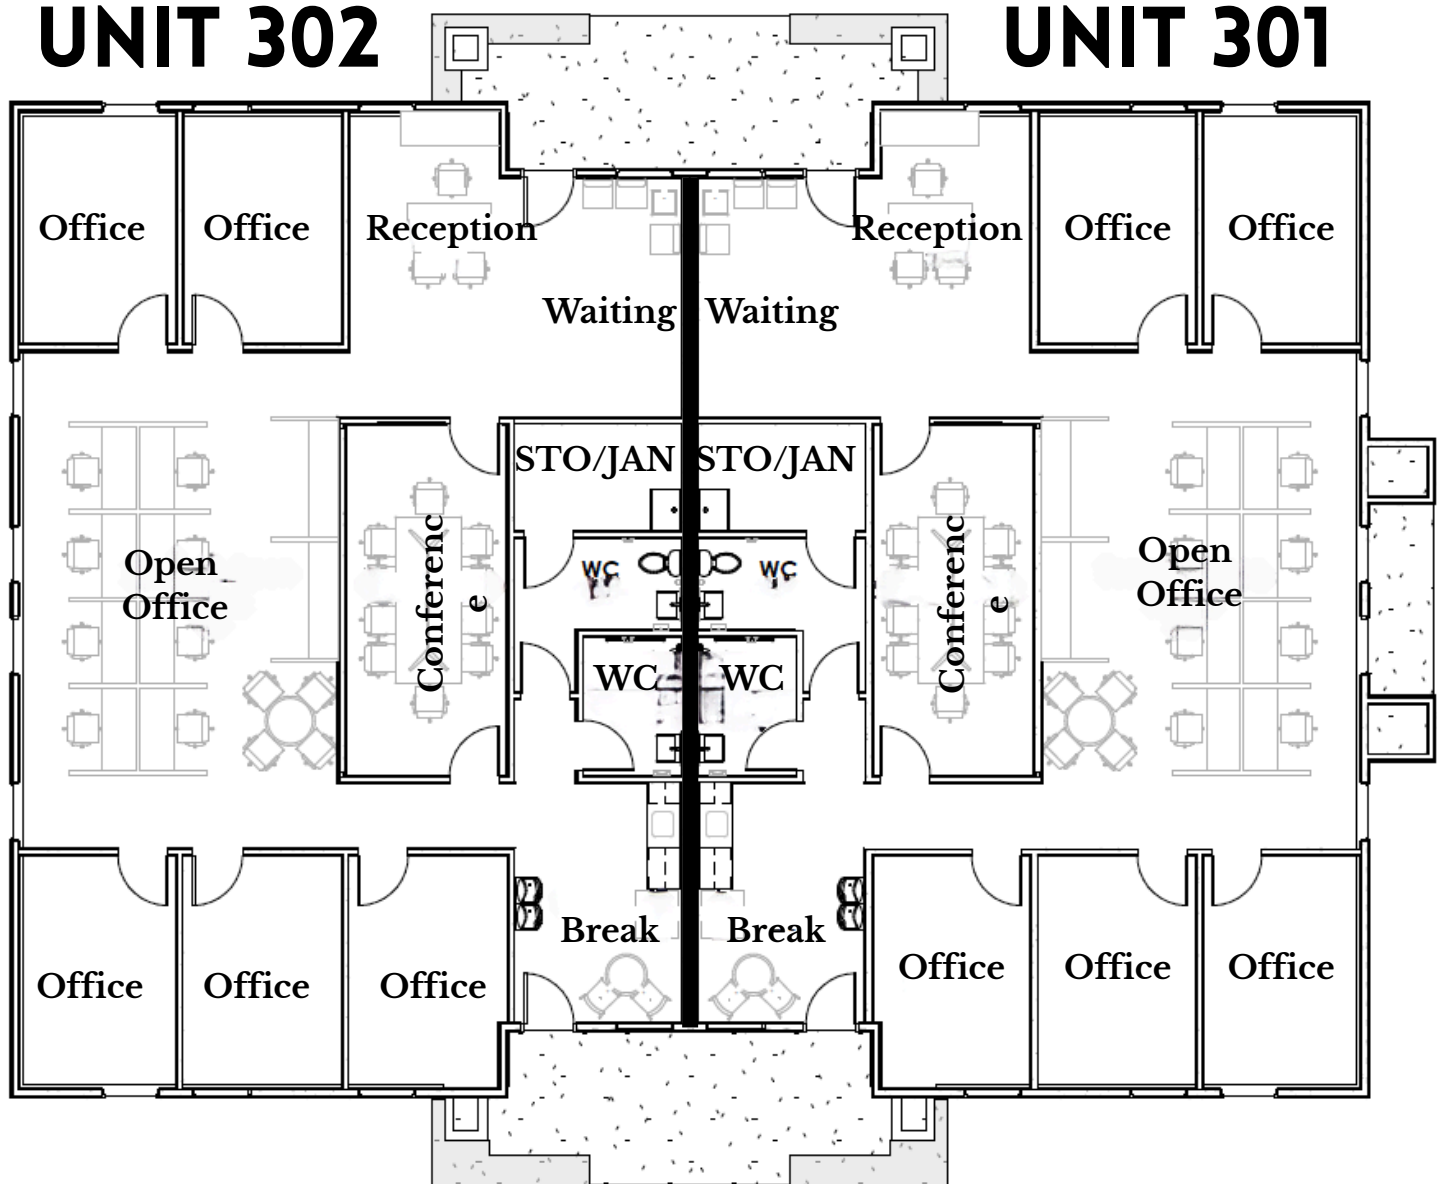 UNIT 302
UNIT 301
Office
Office
Reception
Reception
Office
Office
Waiting
Waiting
STO/JAN
STO/JAN
Open
Office
Conferenc
e
WC
WC
Conferenc
e
Open
Office
WC
WC
Break
Break
Office
Office
Office
Office
Office
Office